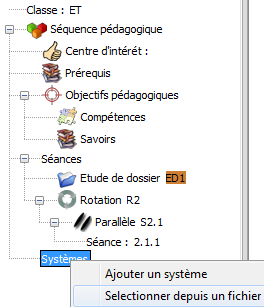 Classe : ET
Séquence pédagogique
Centre d'intérêt :
Prérequis
Objectifs pédagogiques
Compétences
Savoirs
Séances
Etude de dossier ED1
Rotation R2
Parallèle S2.1
Séance : 2.1.1
Systèmes
Ajouter un système
Selectionner depuis un fichier